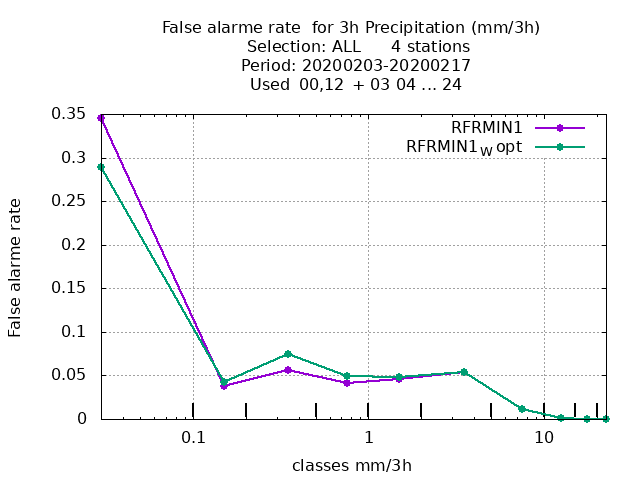 False alarme rate  for 3h Precipitation (mm/3h)
Selection: ALL      4 stations
Period: 20200203-20200217
Used  00,12  + 03 04 ... 24
RFRMIN1
RFRMIN1W opt
0.35
0.3
0.25
0.2
0.15
0.1
0.05
0
False alarme rate
0.1 1 10
classes mm/3h